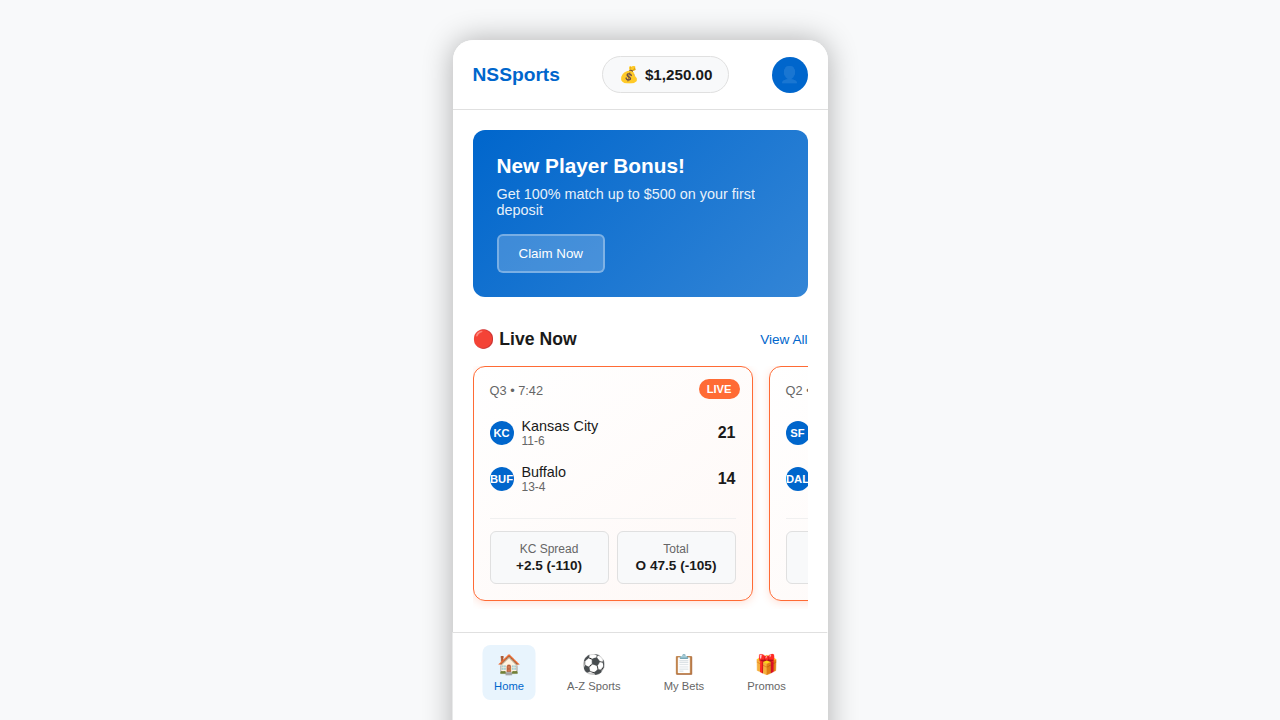 NSSports
$1,250.00
New Player Bonus!
Get 100% match up to $500 on your first
deposit
Claim Now
Live Now
View All
Q3 • 7:42
LIVE
KC
Kansas City
11-6
21
BUF
Buffalo
13-4
14
KC Spread
+2.5 (-110)
Total
O 47.5 (-105)
Q2 •
SF
DAL
Home
A-Z Sports
My Bets
Promos